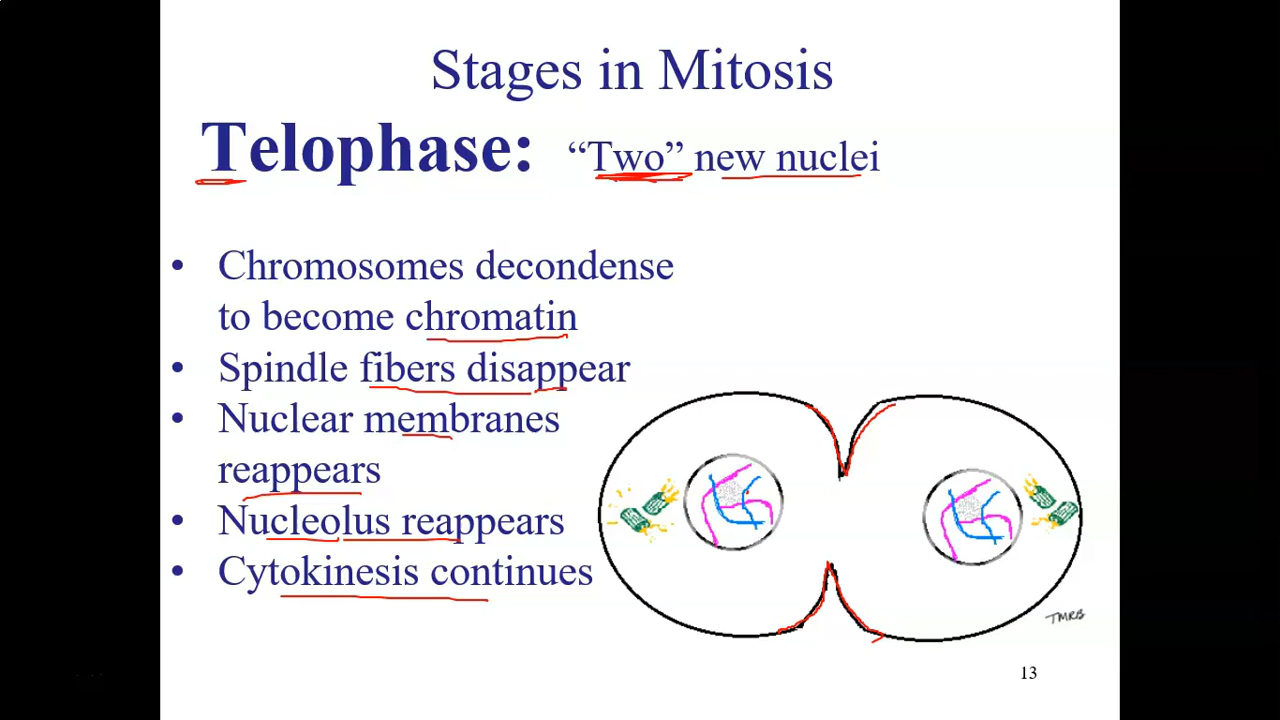 Stages in Mitosis
Telophase: “Two” new nuclei
• Chromosomes decondense
to become chromatin
• Spindle fibers disappear
• Nuclear membranes
reappears
• Nucleolus reappears
• Cytokinesis continues
TMRB
13